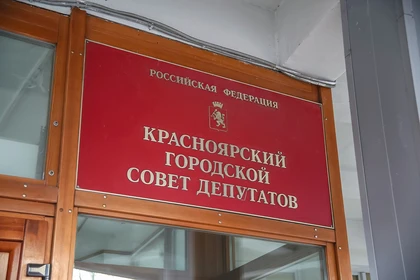 РОССИЙСКАЯ ФЕДЕРАЦИЯ
КРАСНОЯРСКИЙ
ГОРОДСКОЙ
СОВЕТ ДЕПУТАТОВ